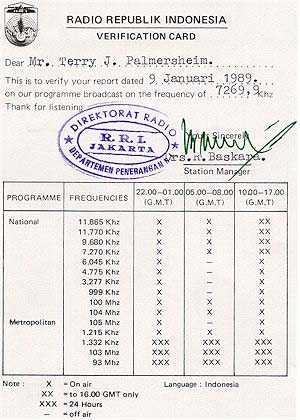 RADIO REPUBLIK INDONESIA
VERIFICATION CARD
Dear Mr. Terry J. Palmersheim.
This is to verify your report dated 9 Januari 1989.
on our programme broadcast on the frequency of 7269,9 Khz
Thank for listening
Yours Sincerely
DIREKTORAT RADIO
R.R.I.
JAKARTA
DEPARTEMEN PENERANGAN R.I.
Drs. H. Baskara.
Station Manager
PROGRAMME FREQUENCIES 22.00–01.00 (G.M.T) 05.00–08.00 (G.M.T) 10.00–17.00 (G.M.T)
National 11.865 Khz X X XX
11.770 Khz X X XX
9.680 Khz X X XX
7.270 Khz X X XX
6.045 Khz X – X
4.775 Khz X – X
3.277 Khz X – X
999 Khz X – X
100 Mhz X X X
104 Mhz X X X
Metropolitan 105 Mhz X – X
1.215 Khz X X X
1.332 Khz XXX XXX XXX
103 Mhz XXX XXX XXX
93 Mhz XXX XXX XXX
Note : X = On air Language : Indonesia
XX = to 16.00 GMT only
XXX = 24 Hours
– = off air